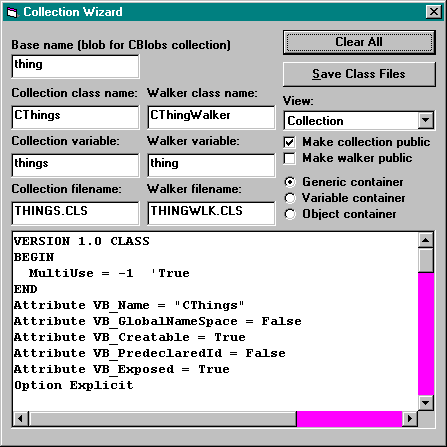 Collection Wizard
Base name (blob for CBlobs collection)
thing
Clear All
Save Class Files
Collection class name:
Walker class name:
CThings
CThingWalker
View:
Collection
Collection variable:
Walker variable:
things
thing
Make collection public
Make walker public
Collection filename:
Walker filename:
THINGS.CLS
THINGWLK.CLS
Generic container
Variable container
Object container
VERSION 1.0 CLASS
BEGIN
  MultiUse = -1  'True
END
Attribute VB_Name = "CThings"
Attribute VB_GlobalNameSpace = False
Attribute VB_Creatable = True
Attribute VB_PredeclaredId = False
Attribute VB_Exposed = True
Option Explicit